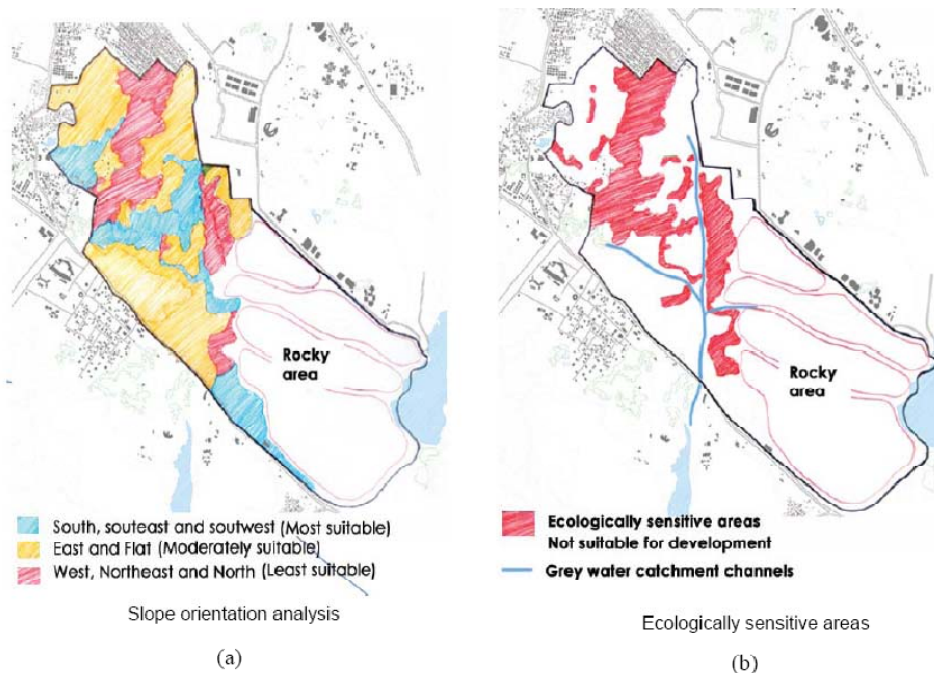 Rocky
area
South, souteast and soutwest (Most suitable)
East and Flat (Moderately suitable)
West, Northeast and North (Least suitable)
Slope orientation analysis
(a)
Rocky
area
Ecologically sensitive areas
Not suitable for development
Grey water catchment channels
Ecologically sensitive areas
(b)